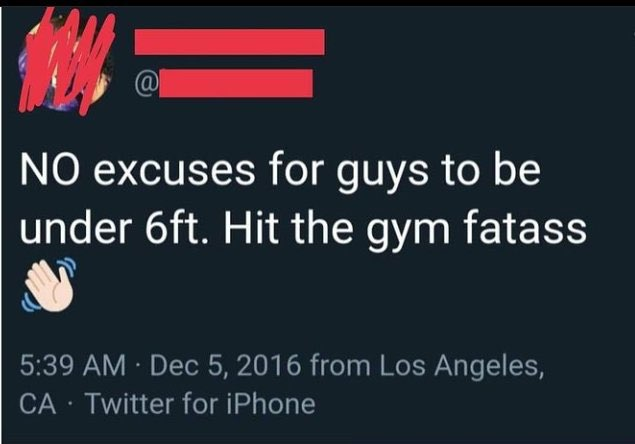 @
NO excuses for guys to be
under 6ft. Hit the gym fatass
👋🏻
5:39 AM · Dec 5, 2016 from Los Angeles,
CA · Twitter for iPhone